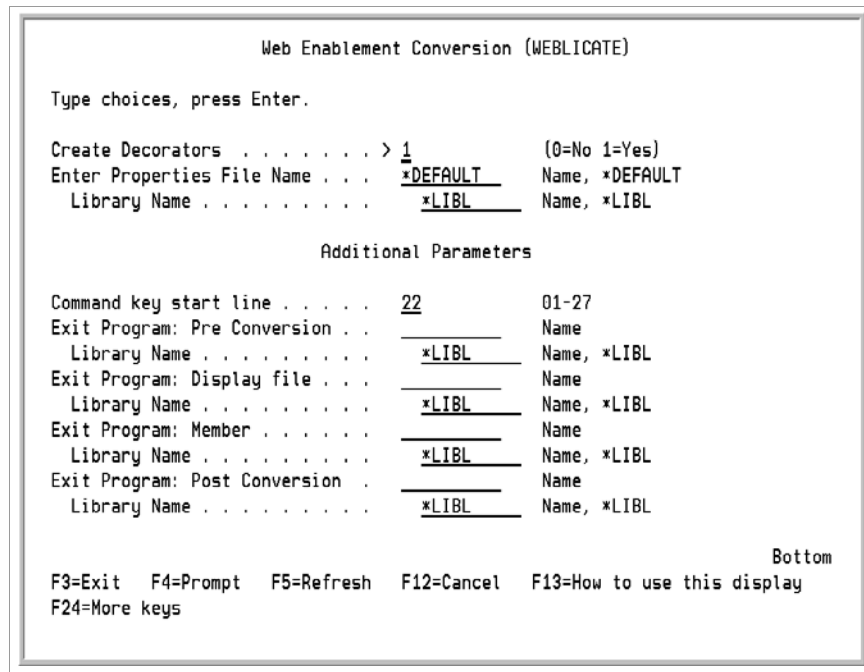 Web Enablement Conversion (WEBLICATE)
Type choices, press Enter.
Create Decorators . . . . . . . > 1 (0=No 1=Yes)
Enter Properties File Name . . . *DEFAULT Name, *DEFAULT
Library Name . . . . . . . . . *LIBL Name, *LIBL
Additional Parameters
Command key start line . . . . . 22 01-27
Exit Program: Pre Conversion . . Name
Library Name . . . . . . . . . *LIBL Name, *LIBL
Exit Program: Display file . . . Name
Library Name . . . . . . . . . *LIBL Name, *LIBL
Exit Program: Member . . . . . . Name
Library Name . . . . . . . . . *LIBL Name, *LIBL
Exit Program: Post Conversion . Name
Library Name . . . . . . . . . *LIBL Name, *LIBL
Bottom
F3=Exit F4=Prompt F5=Refresh F12=Cancel F13=How to use this display
F24=More keys